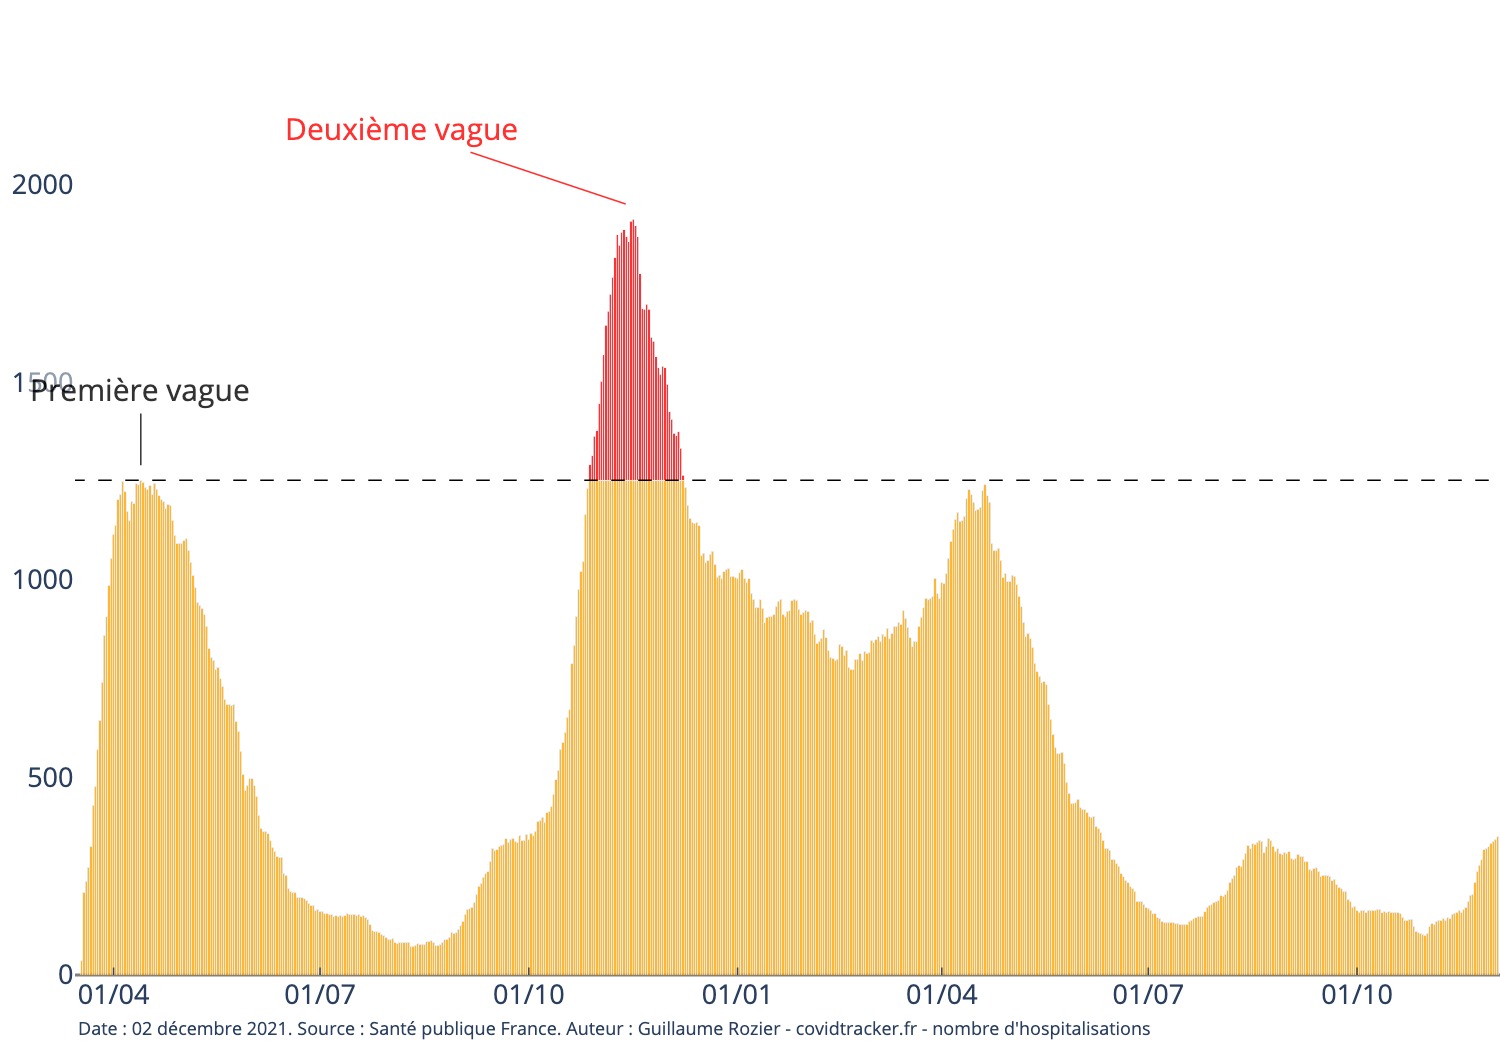 Deuxième vague
2000
1500
Première vague
1000
500
0
01/04 01/07 01/10 01/01 01/04 01/07 01/10
Date : 02 décembre 2021. Source : Santé publique France. Auteur : Guillaume Rozier - covidtracker.fr - nombre d'hospitalisations